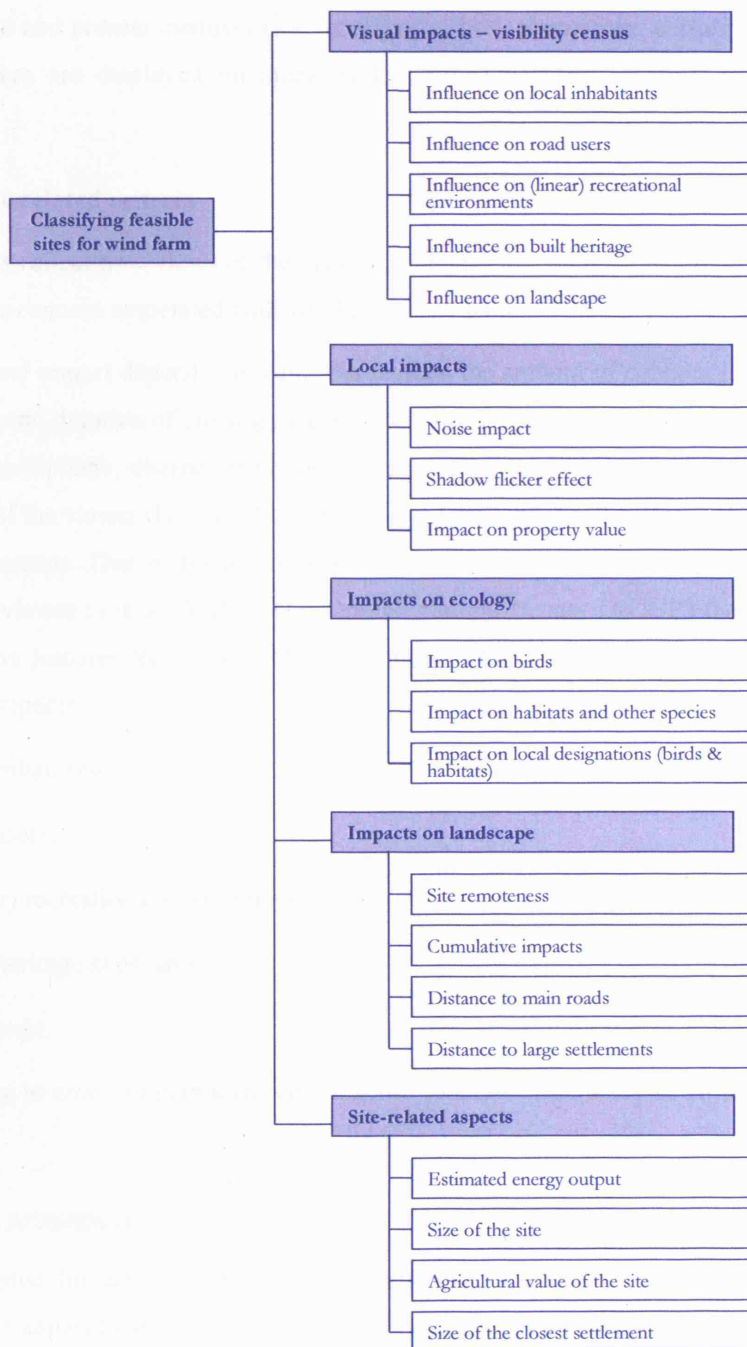 Visual impacts – visibility census
Influence on local inhabitants
Influence on road users
Influence on (linear) recreational
environments
Classifying feasible
sites for wind farm
Influence on built heritage
Influence on landscape
Local impacts
Noise impact
Shadow flicker effect
Impact on property value
Impacts on ecology
Impact on birds
Impact on habitats and other species
Impact on local designations (birds &
habitats)
Impacts on landscape
Site remoteness
Cumulative impacts
Distance to main roads
Distance to large settlements
Site-related aspects
Estimated energy output
Size of the site
Agricultural value of the site
Size of the closest settlement